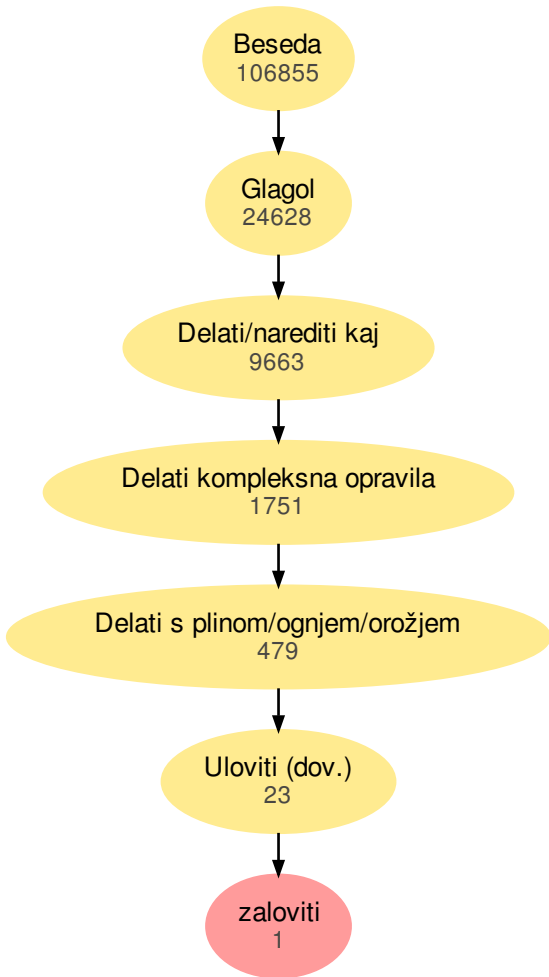 Beseda
106855
Glagol
24628
Delati/narediti kaj
9663
Delati kompleksna opravila
1751
Delati s plinom/ognjem/orožjem
479
Uloviti (dov.)
23
zaloviti
1